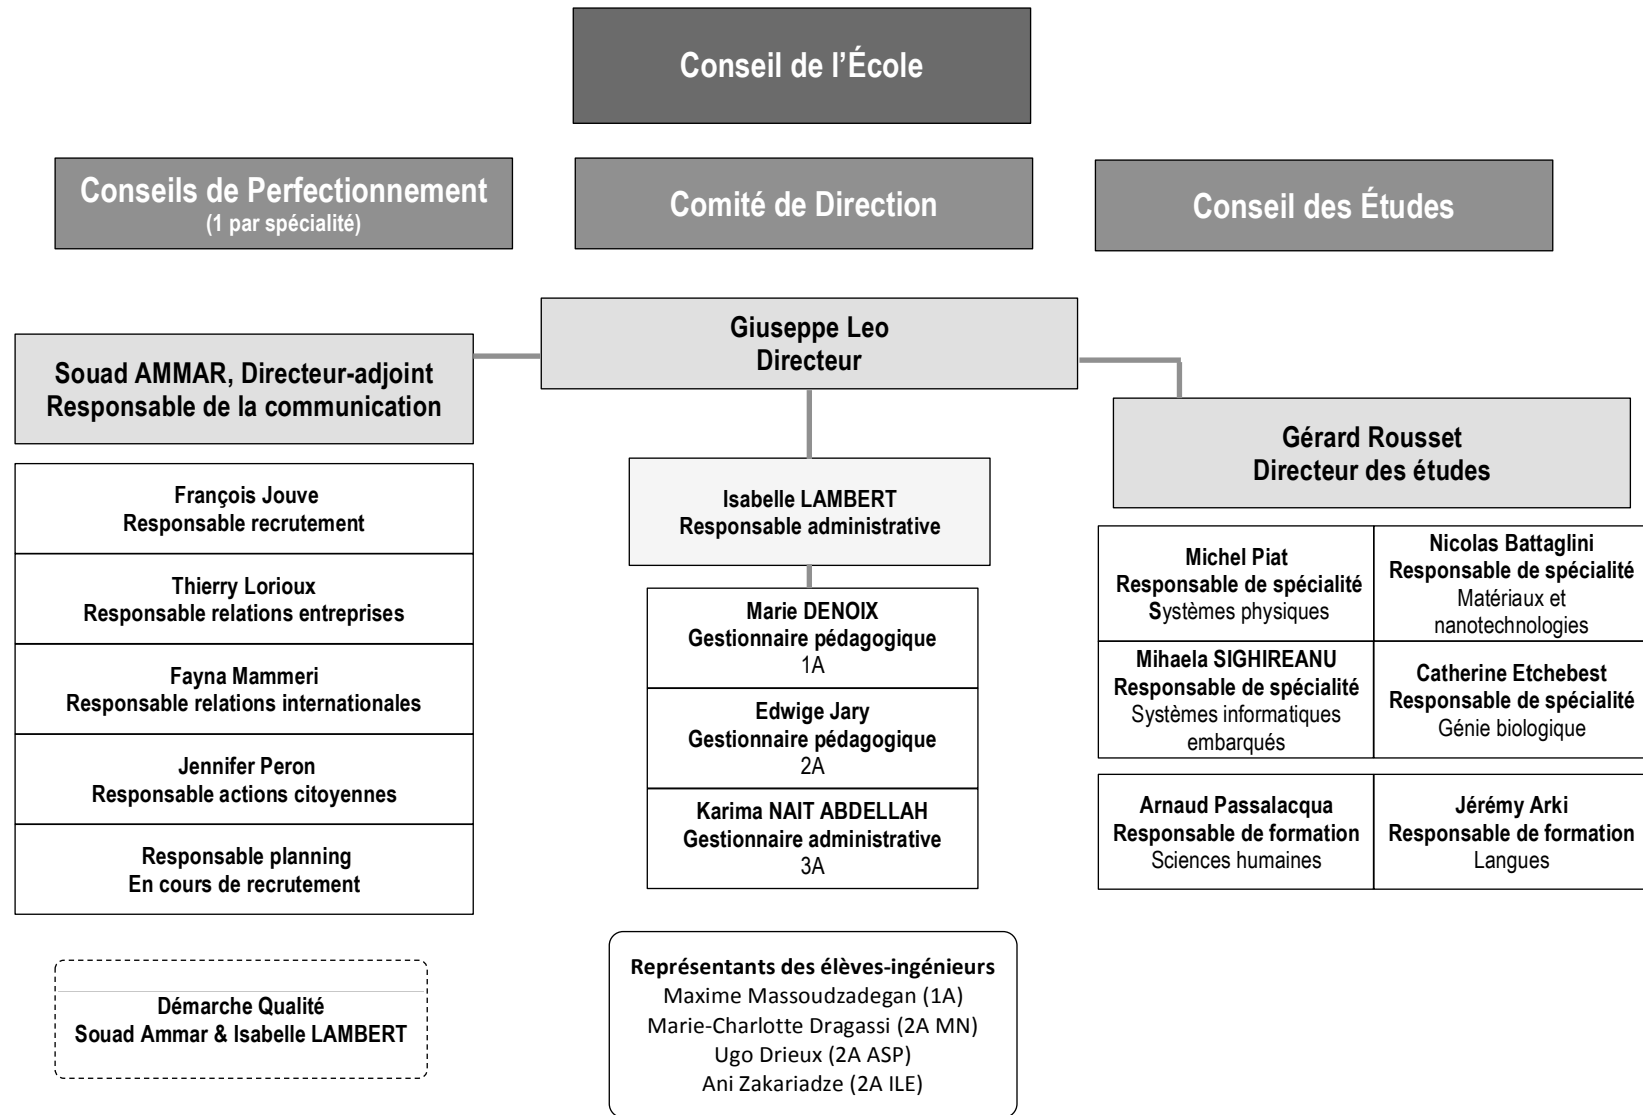 Conseil de l’École
Conseils de Perfectionnement
(1 par spécialité)
Comité de Direction
Conseil des Études
Giuseppe Leo
Directeur
Souad AMMAR, Directeur-adjoint
Responsable de la communication
Gérard Rousset
Directeur des études
François Jouve
Responsable recrutement
Thierry Lorioux
Responsable relations entreprises
Fayna Mammeri
Responsable relations internationales
Jennifer Peron
Responsable actions citoyennes
Responsable planning
En cours de recrutement
Démarche Qualité
Souad Ammar & Isabelle LAMBERT
Isabelle LAMBERT
Responsable administrative
Marie DENOIX
Gestionnaire pédagogique
1A
Edwige Jary
Gestionnaire pédagogique
2A
Karima NAIT ABDELLAH
Gestionnaire administrative
3A
Représentants des élèves-ingénieurs
Maxime Massoudzadegan (1A)
Marie-Charlotte Dragassi (2A MN)
Ugo Drieux (2A ASP)
Ani Zakariadze (2A ILE)
Michel Piat
Responsable de spécialité
Systèmes physiques
Nicolas Battaglini
Responsable de spécialité
Matériaux et
nanotechnologies
Mihaela SIGHIREANU
Responsable de spécialité
Systèmes informatiques
embarqués
Catherine Etchebest
Responsable de spécialité
Génie biologique
Arnaud Passalacqua
Responsable de formation
Sciences humaines
Jérémy Arki
Responsable de formation
Langues